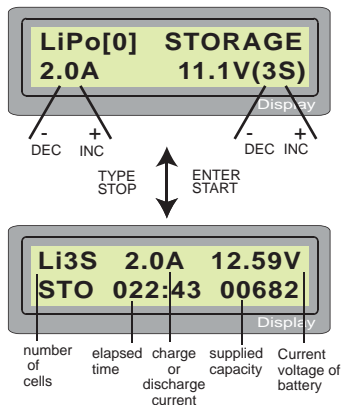 LiPo[0] STORAGE
2.0A 11.1V(3S)
Display
- + - +
DEC INC DEC INC
TYPE ENTER
STOP START
Li3S 2.0A 12.59V
STO 022:43 00682
Display
number elapsed charge supplied Current
of time or capacity voltage of
cells discharge battery
current